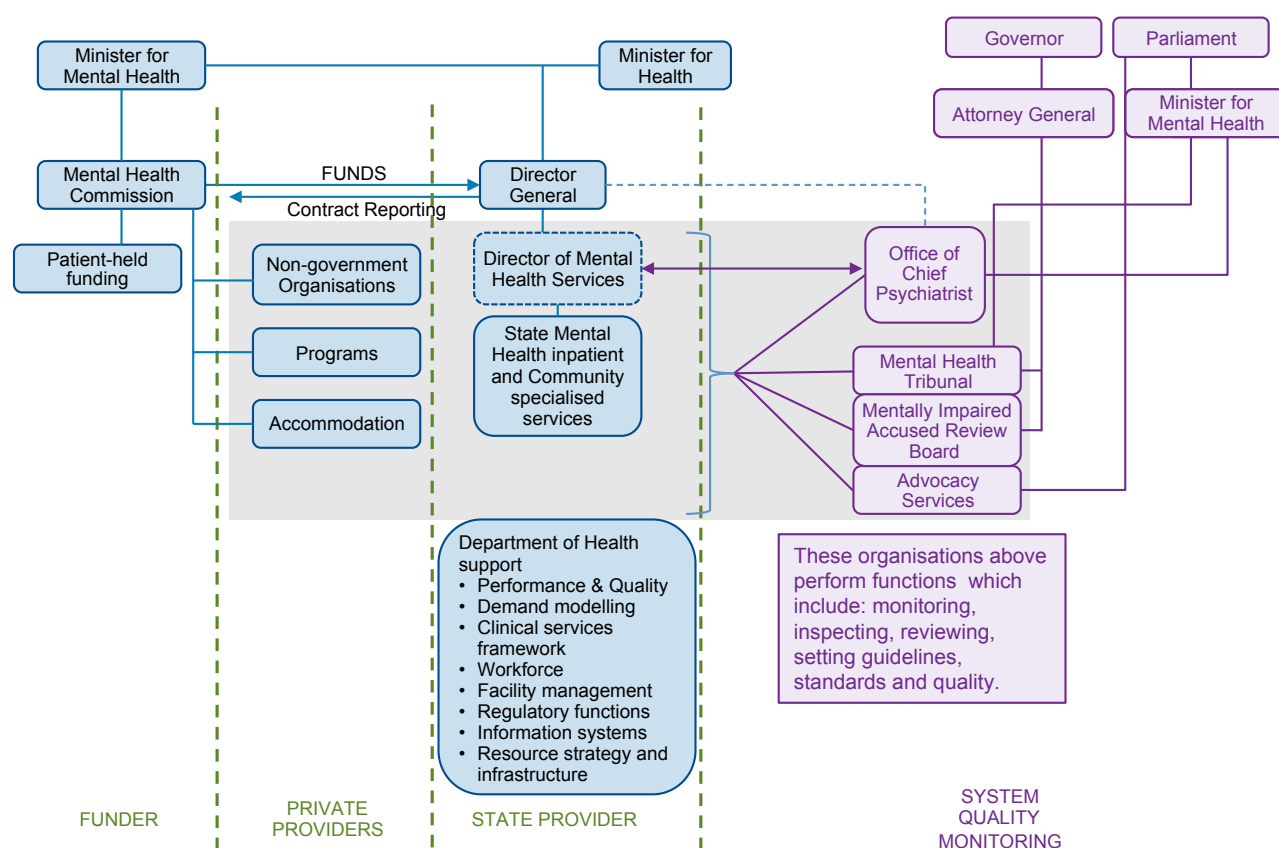 Minister for
Mental Health
Minister for
Health
Governor
Parliament
Attorney General
Minister for
Mental Health
Mental Health
Commission
FUNDS
Contract Reporting
Director
General
Patient-held
funding
Non-government
Organisations
Programs
Accommodation
Director of Mental
Health Services
State Mental
Health inpatient
and Community
specialised
services
Office of
Chief
Psychiatrist
Mental Health
Tribunal
Mentally Impaired
Accused Review
Board
Advocacy
Services
Department of Health
support
• Performance & Quality
• Demand modelling
• Clinical services
framework
• Workforce
• Facility management
• Regulatory functions
• Information systems
• Resource strategy and
infrastructure
These organisations above
perform functions which
include: monitoring,
inspecting, reviewing,
setting guidelines,
standards and quality.
FUNDER
PRIVATE
PROVIDERS
STATE PROVIDER
SYSTEM
QUALITY
MONITORING